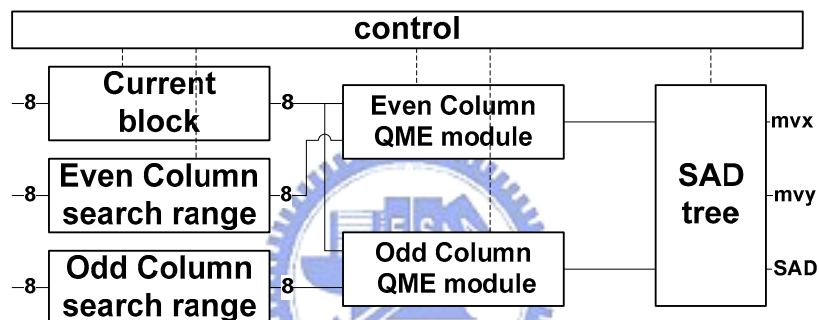 control
Current
block
Even Column
search range
Odd Column
search range
8
8
8
8
8
8
Even Column
QME module
Odd Column
QME module
SAD
tree
mvx
mvy
SAD